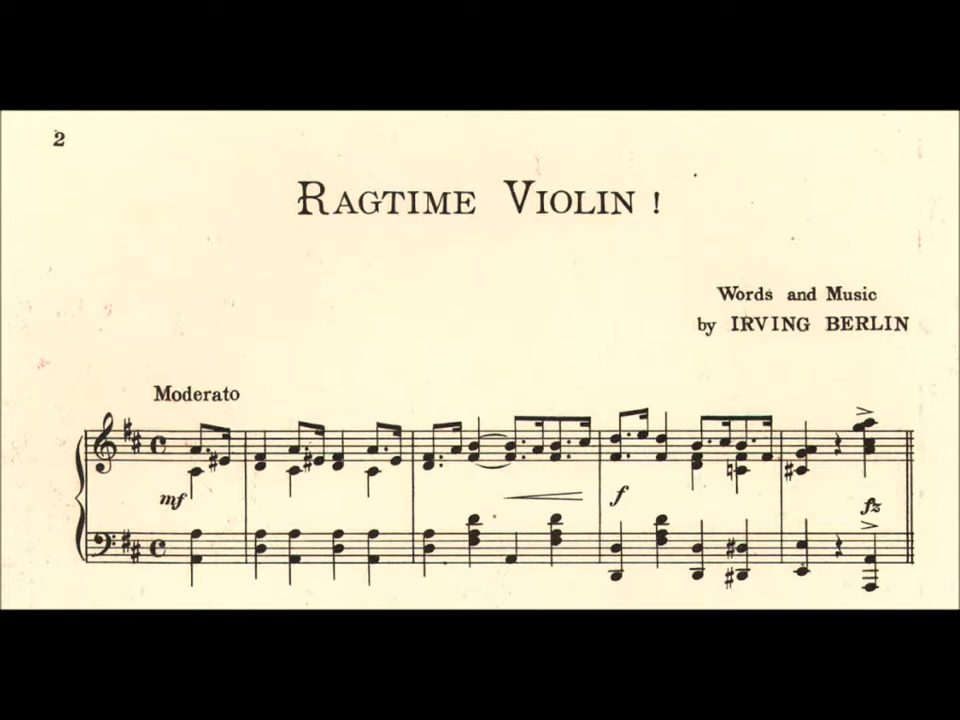 2
RAGTIME VIOLIN !
Words and Music
by IRVING BERLIN
Moderato
mf
f
fz